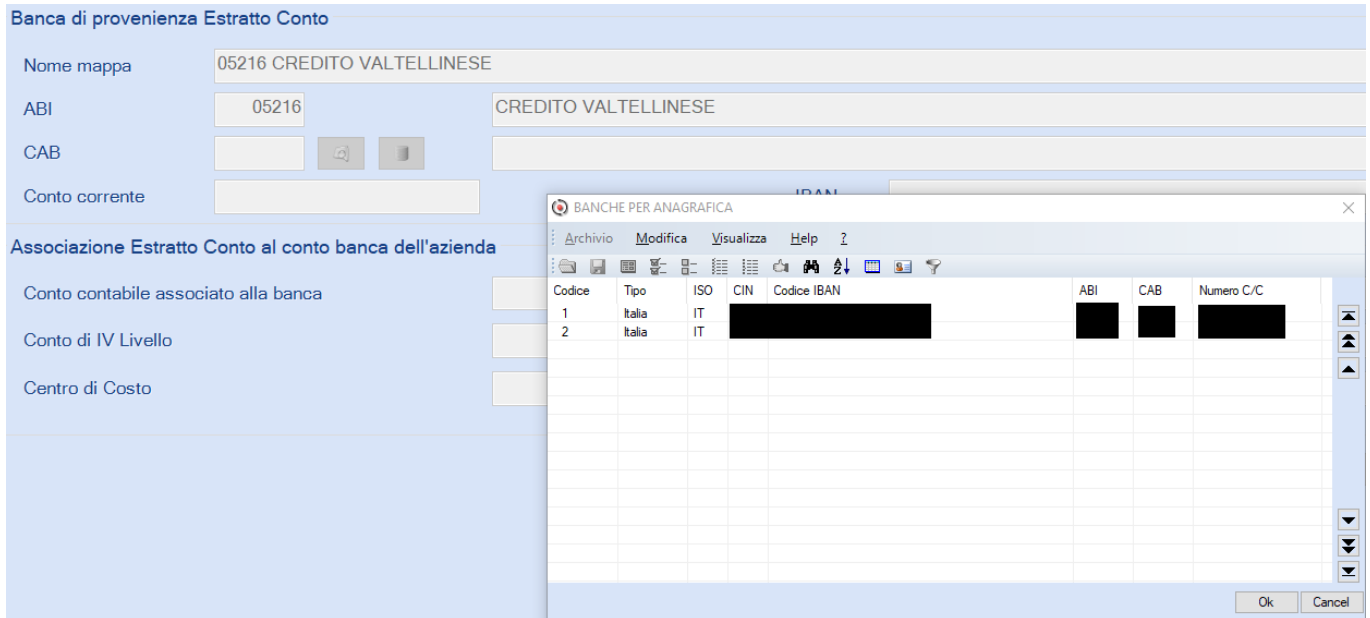 Banca di provenienza Estratto Conto
Nome mappa 05216 CREDITO VALTELLINESE
ABI 05216 CREDITO VALTELLINESE
CAB
Conto corrente IBAN
BANCHE PER ANAGRAFICA
Archivio Modifica Visualizza Help ?
Codice Tipo ISO CIN Codice IBAN ABI CAB Numero C/C
1 Italia IT
2 Italia IT
Associazione Estratto Conto al conto banca dell'azienda
Conto contabile associato alla banca
Conto di IV Livello
Centro di Costo
Ok Cancel